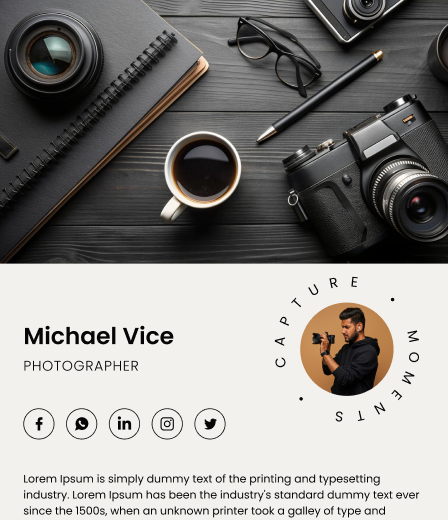 CAPTURE • MOMENTS •
Michael Vice
PHOTOGRAPHER
Lorem Ipsum is simply dummy text of the printing and typesetting
industry. Lorem Ipsum has been the industry's standard dummy text ever
since the 1500s, when an unknown printer took a galley of type and